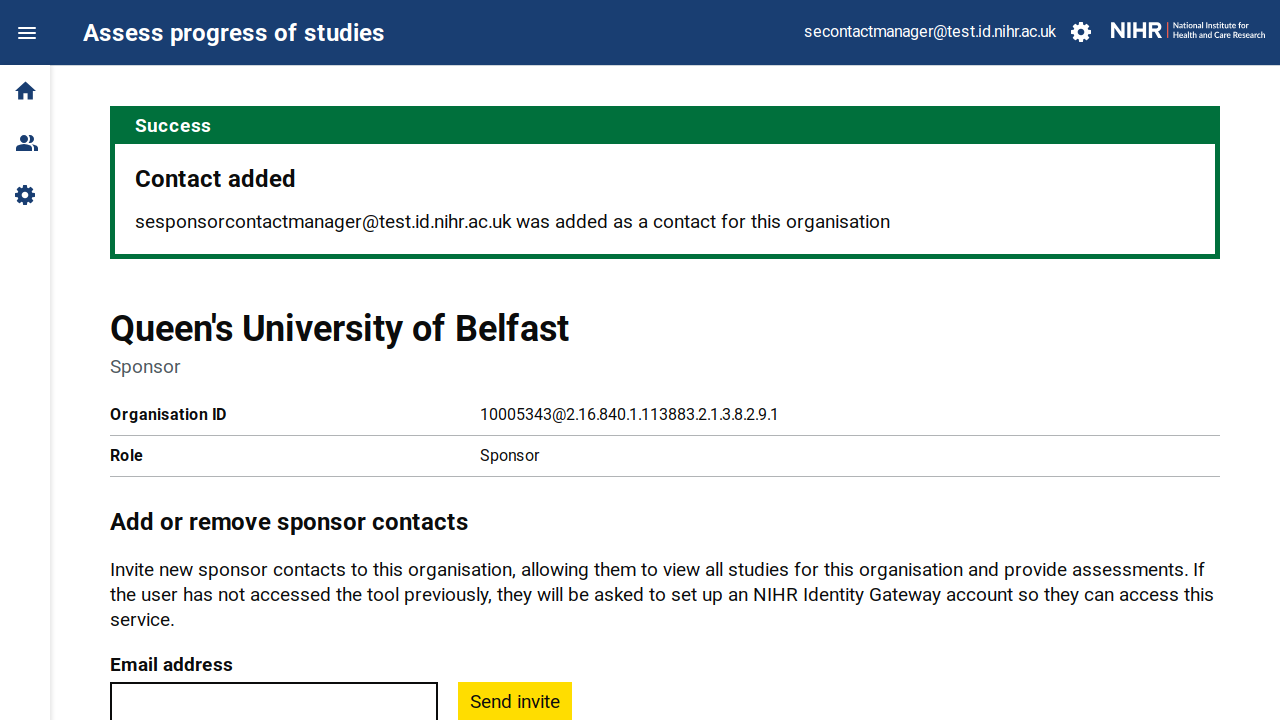 Assess progress of studies
secontactmanager@test.id.nihr.ac.uk
NIHR | National Institute for
Health and Care Research
Success
Contact added
sesponsorcontactmanager@test.id.nihr.ac.uk was added as a contact for this organisation
Queen's University of Belfast
Sponsor
Organisation ID 10005343@2.16.840.1.113883.2.1.3.8.2.9.1
Role Sponsor
Add or remove sponsor contacts
Invite new sponsor contacts to this organisation, allowing them to view all studies for this organisation and provide assessments. If
the user has not accessed the tool previously, they will be asked to set up an NIHR Identity Gateway account so they can access this
service.
Email address
Send invite